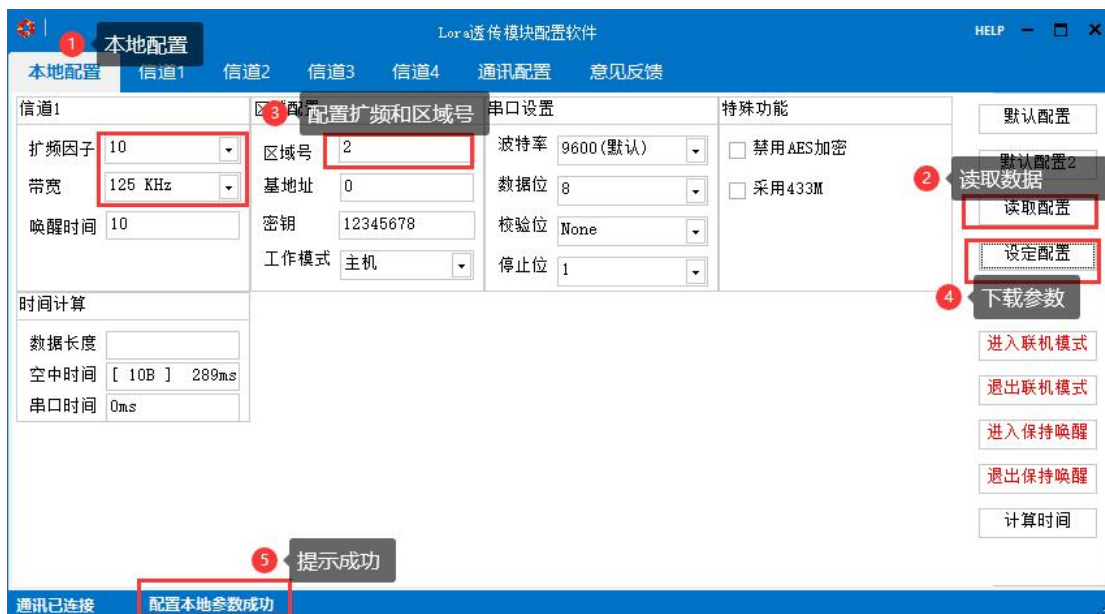 Lora透传模块配置软件
HELP
1 本地配置
本地配置 信道1 信道2 信道3 信道4 通讯配置 意见反馈
信道1
扩频因子 10
带宽 125 KHz
唤醒时间 10
3 配置扩频和区域号
区域号 2
基地址 0
密钥 12345678
工作模式 主机
串口设置
波特率 9600(默认)
数据位 8
校验位 None
停止位 1
特殊功能
禁用AES加密
采用433M
默认配置
默认配置2
2 读取数据
读取配置
设定配置
4 下载参数
进入联机模式
退出联机模式
进入保持唤醒
退出保持唤醒
计算时间
时间计算
数据长度
空中时间 [ 10B ] 289ms
串口时间 0ms
5 提示成功
通讯已连接 配置本地参数成功